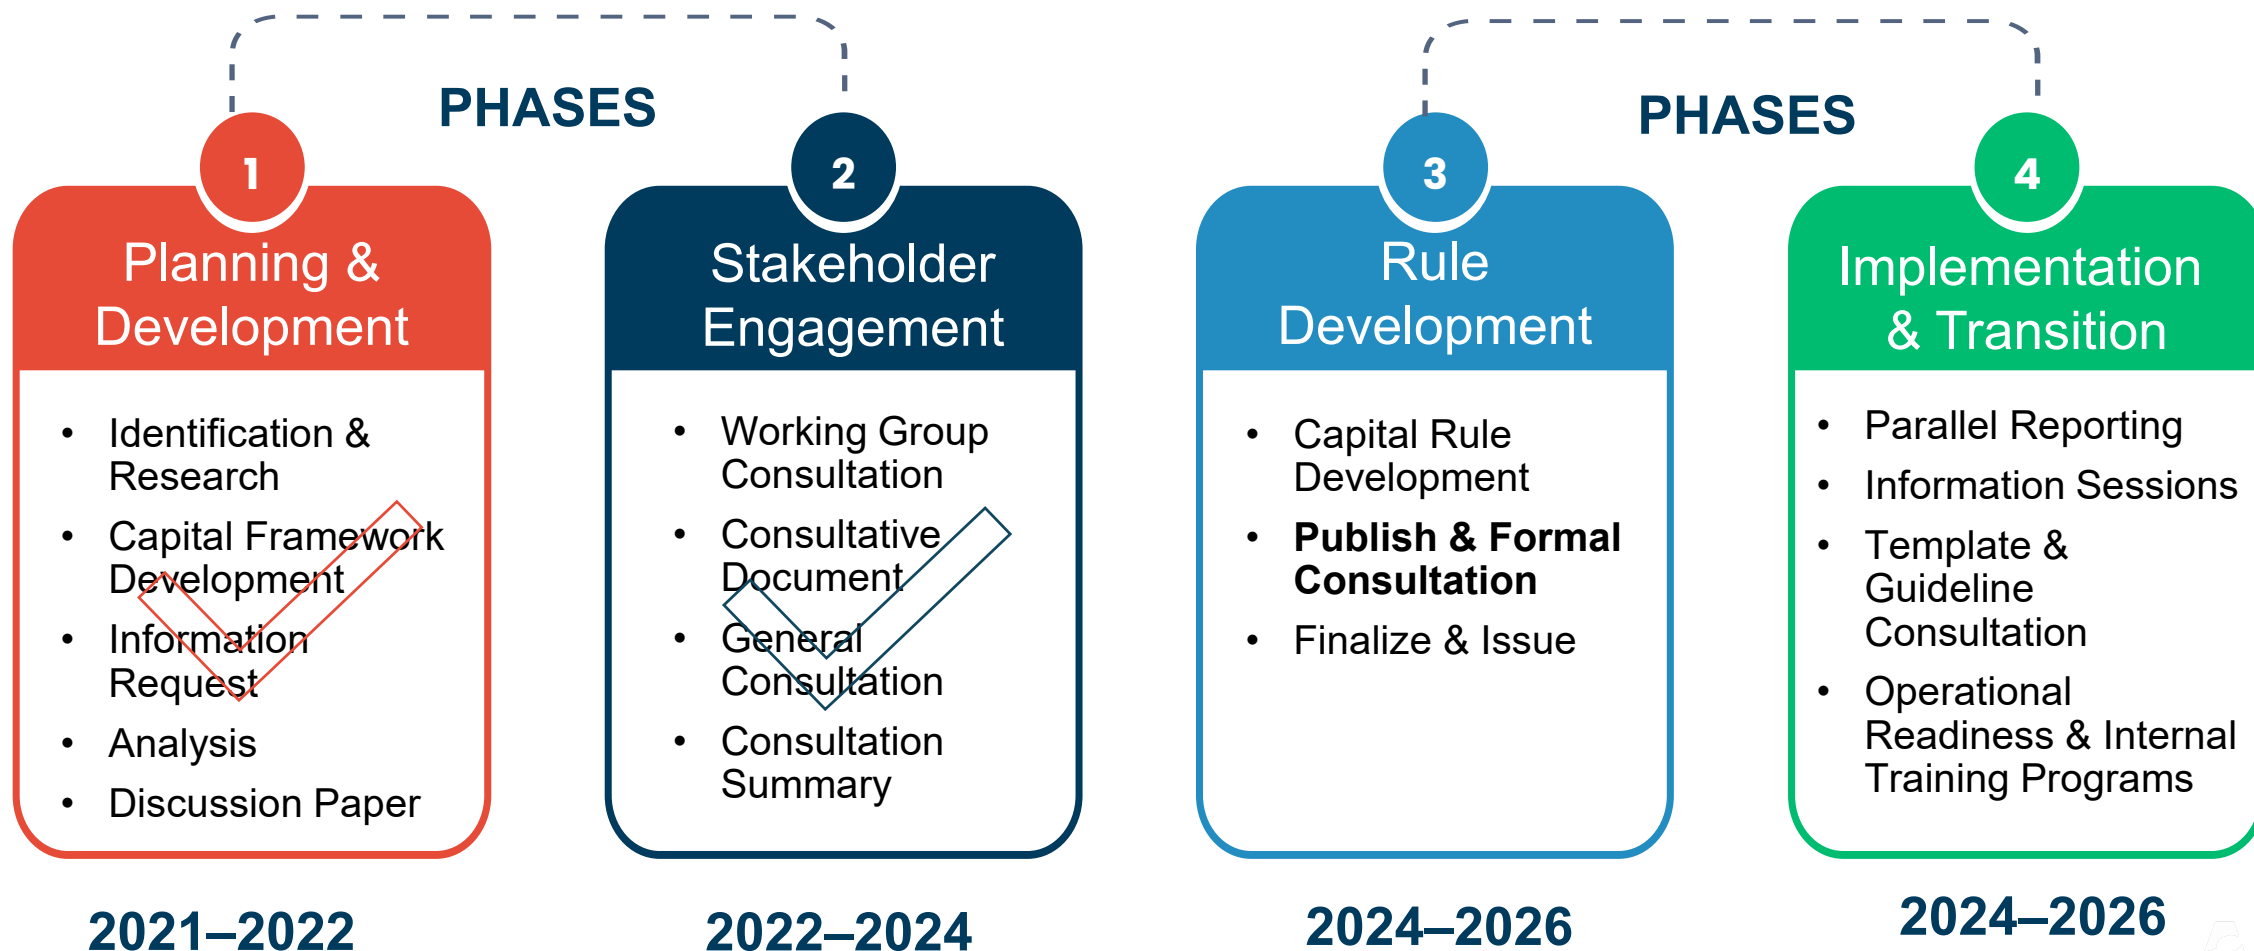 PHASES
1
Planning &
Development
• Identification &
Research
• Capital Framework
Development
• Information
Request
• Analysis
• Discussion Paper
2021–2022
2
Stakeholder
Engagement
• Working Group
Consultation
• Consultative
Document
• General
Consultation
• Consultation
Summary
2022–2024
PHASES
3
Rule
Development
• Capital Rule
Development
• Publish & Formal
Consultation
• Finalize & Issue
2024–2026
4
Implementation
& Transition
• Parallel Reporting
• Information Sessions
• Template &
Guideline
Consultation
• Operational
Readiness & Internal
Training Programs
2024–2026